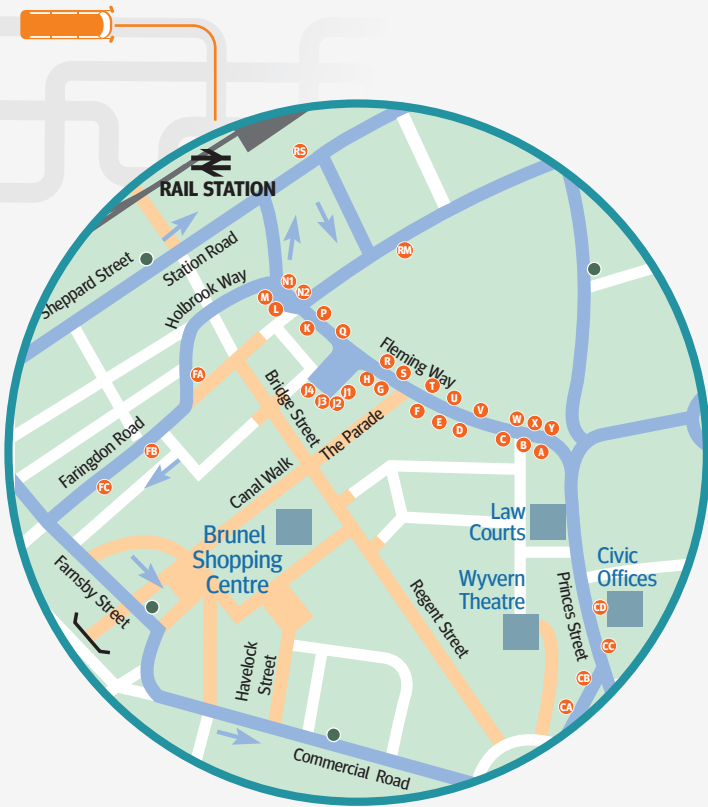 RS
RAIL STATION
RM
Sheppard Street
Station Road
Holbrook Way
N1
N2
M
L
P
K
Q
Fleming Way
R
S
FA
J4
J3
J2
J1
H
G
T
U
V
W
X
Y
F
E
D
C
B
A
Bridge Street
The Parade
Canal Walk
Faringdon Road
FB
FC
Brunel
Shopping
Centre
Law
Courts
Wyvern
Theatre
Civic
Offices
Farnsby Street
Regent Street
Princes Street
CD
CC
CB
CA
Havelock
Street
Commercial Road